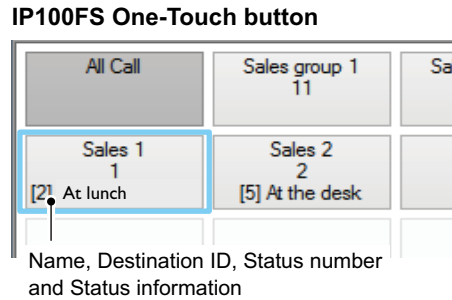 IP100FS One-Touch button
All Call
Sales group 1
11
Sa
Sales 1
1
[2] At lunch
Sales 2
2
[5] At the desk
Name, Destination ID, Status number
and Status information